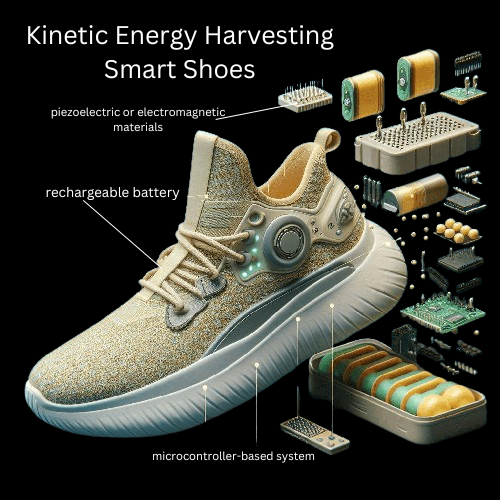 Kinetic Energy Harvesting
Smart Shoes
piezoelectric or electromagnetic
materials
rechargeable battery
microcontroller-based system